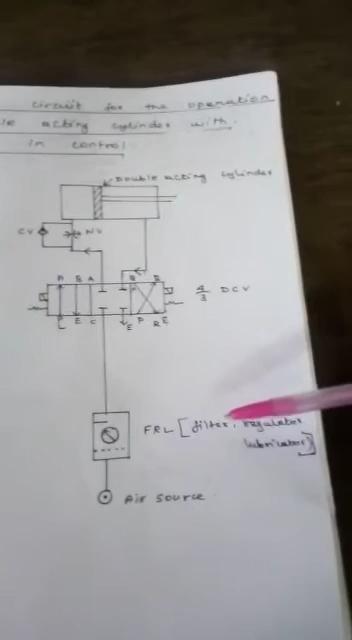 circuit for the operation
acting cylinder with
in control
Double acting cylinder
CV
NV
A B A
B B
4/3 DCV
P E C
E P R E
FRL [filter, regulator
lubricator]
Air source